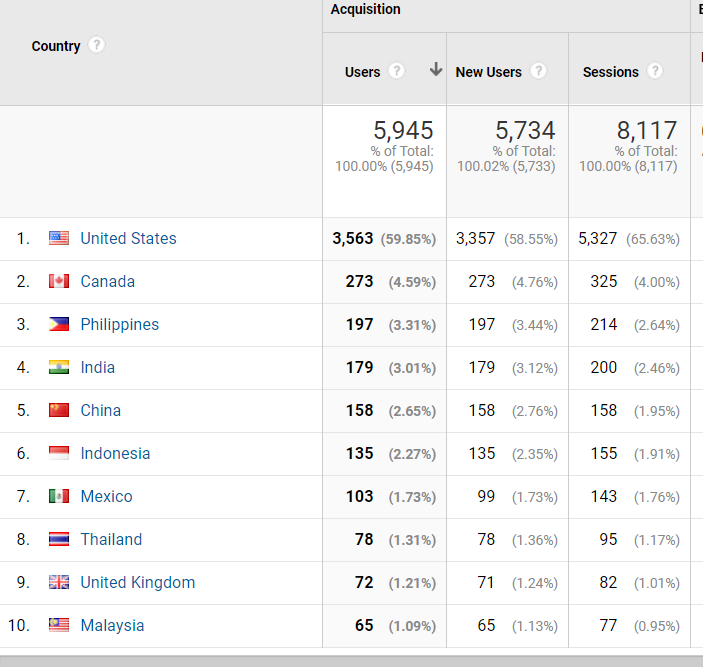 Acquisition
Country ?
Users ? New Users ? Sessions ?
5,945 5,734 8,117
% of Total: % of Total: % of Total:
100.00% (5,945) 100.02% (5,733) 100.00% (8,117)
1. United States 3,563 (59.85%) 3,357 (58.55%) 5,327 (65.63%)
2. Canada 273 (4.59%) 273 (4.76%) 325 (4.00%)
3. Philippines 197 (3.31%) 197 (3.44%) 214 (2.64%)
4. India 179 (3.01%) 179 (3.12%) 200 (2.46%)
5. China 158 (2.65%) 158 (2.76%) 158 (1.95%)
6. Indonesia 135 (2.27%) 135 (2.35%) 155 (1.91%)
7. Mexico 103 (1.73%) 99 (1.73%) 143 (1.76%)
8. Thailand 78 (1.31%) 78 (1.36%) 95 (1.17%)
9. United Kingdom 72 (1.21%) 71 (1.24%) 82 (1.01%)
10. Malaysia 65 (1.09%) 65 (1.13%) 77 (0.95%)